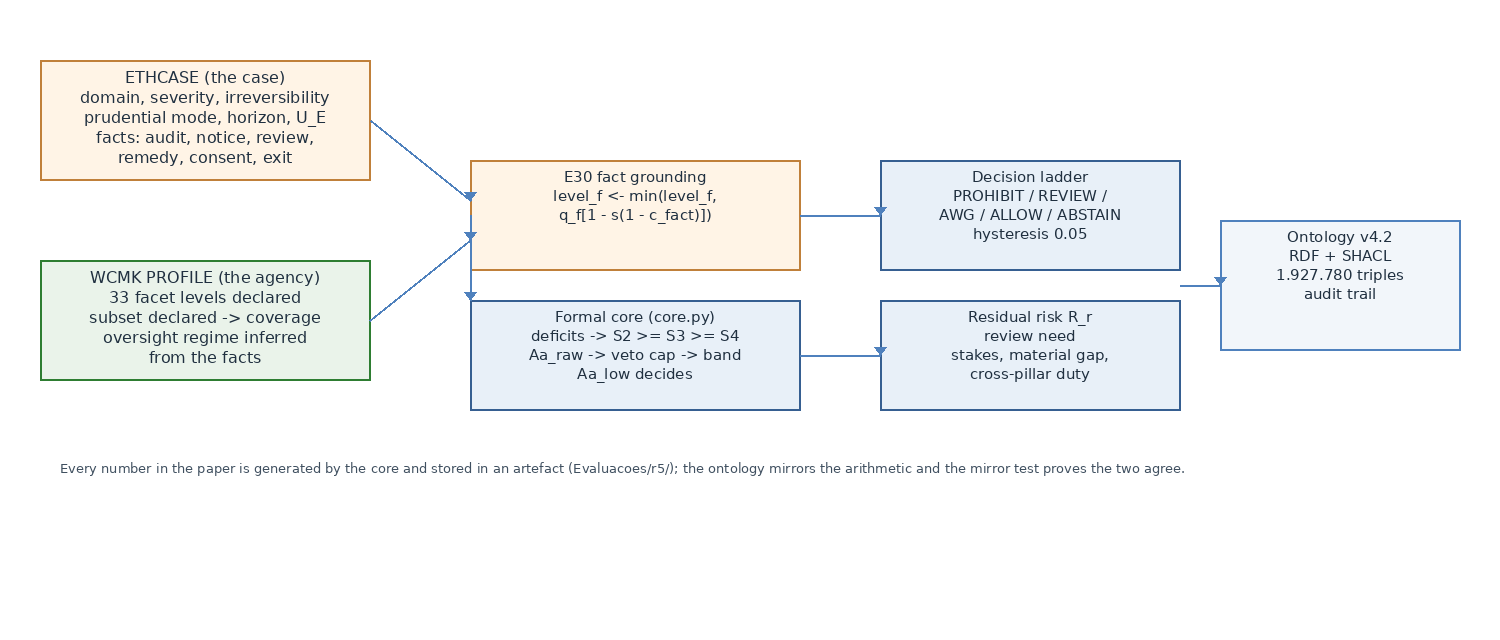 ETHCASE (the case)
domain, severity, irreversibility
prudential mode, horizon, U_E
facts: audit, notice, review,
remedy, consent, exit
WCMK PROFILE (the agency)
33 facet levels declared
subset declared -> coverage
oversight regime inferred
from the facts
E30 fact grounding
level_f <- min(level_f,
q_f[1 - s(1 - c_fact)])
Formal core (core.py)
deficits -> S2 >= S3 >= S4
Aa_raw -> veto cap -> band
Aa_low decides
Decision ladder
PROHIBIT / REVIEW /
AWG / ALLOW / ABSTAIN
hysteresis 0.05
Residual risk R_r
review need
stakes, material gap,
cross-pillar duty
Ontology v4.2
RDF + SHACL
1.927.780 triples
audit trail
Every number in the paper is generated by the core and stored in an artefact (Evaluacoes/r5/); the ontology mirrors the arithmetic and the mirror test proves the two agree.